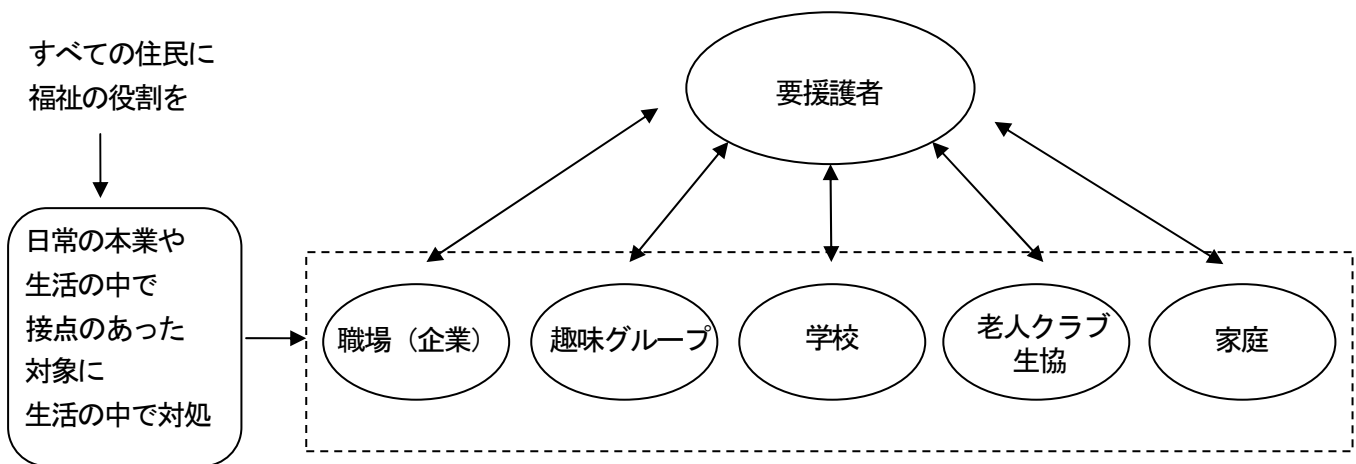 すべての住民に
福祉の役割を
要援護者
日常の本業や
生活の中で
接点のあった
対象に
生活の中で対処
職場（企業）
趣味グループ
学校
老人クラブ
生協
家庭